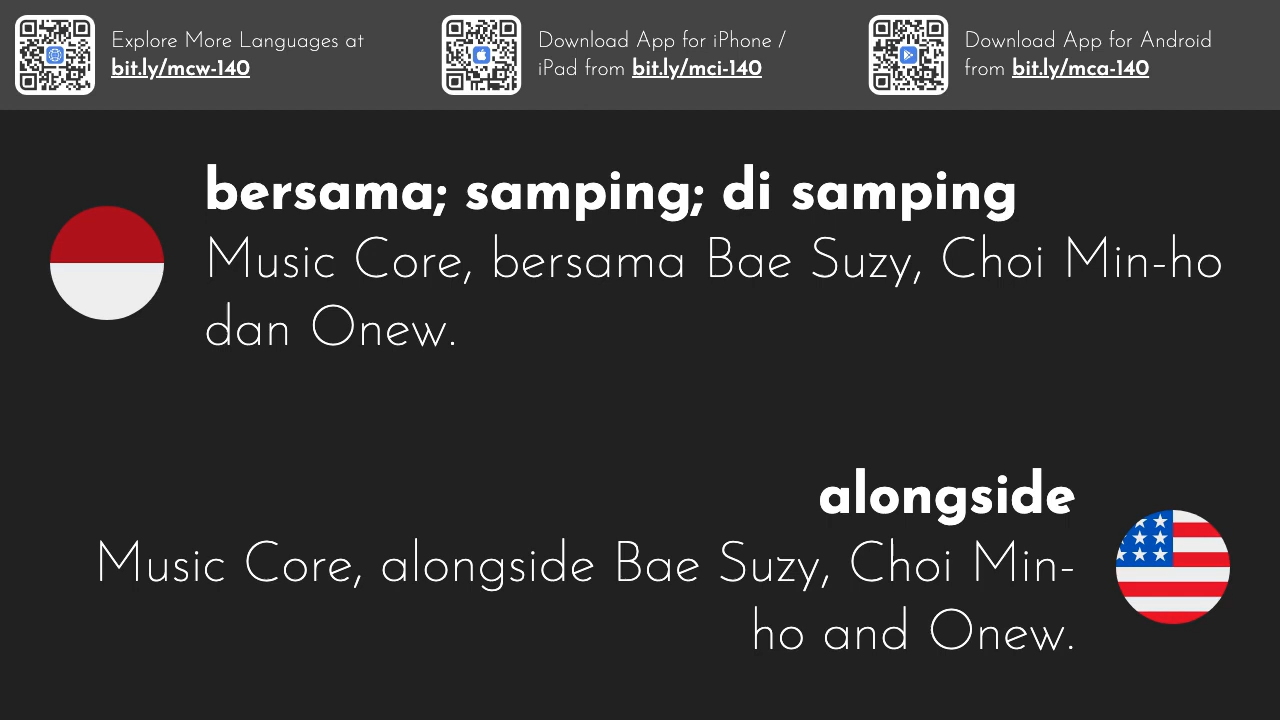 Explore More Languages at
bit.ly/mcw-140
Download App for iPhone /
iPad from bit.ly/mci-140
Download App for Android
from bit.ly/mca-140
bersama; samping; di samping
Music Core, bersama Bae Suzy, Choi Min-ho
dan Onew.
alongside
Music Core, alongside Bae Suzy, Choi Min-
ho and Onew.